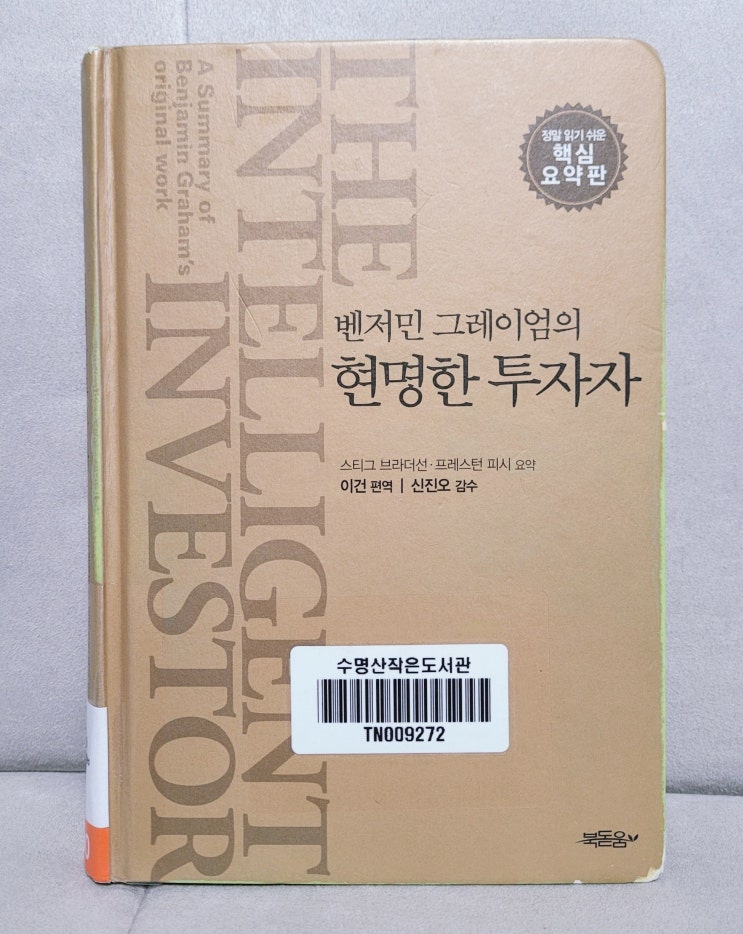 A Summary of
Benjamin Graham's
original work
THE
INTELLIGENT
INVESTOR
정말 읽기 쉬운
핵심
요약판
벤저민 그레이엄의
현명한 투자자
스티그 브라더선·프레스턴 피시 요약
이건 편역 | 신진오 감수
수명산작은도서관
TN009272
북돋움